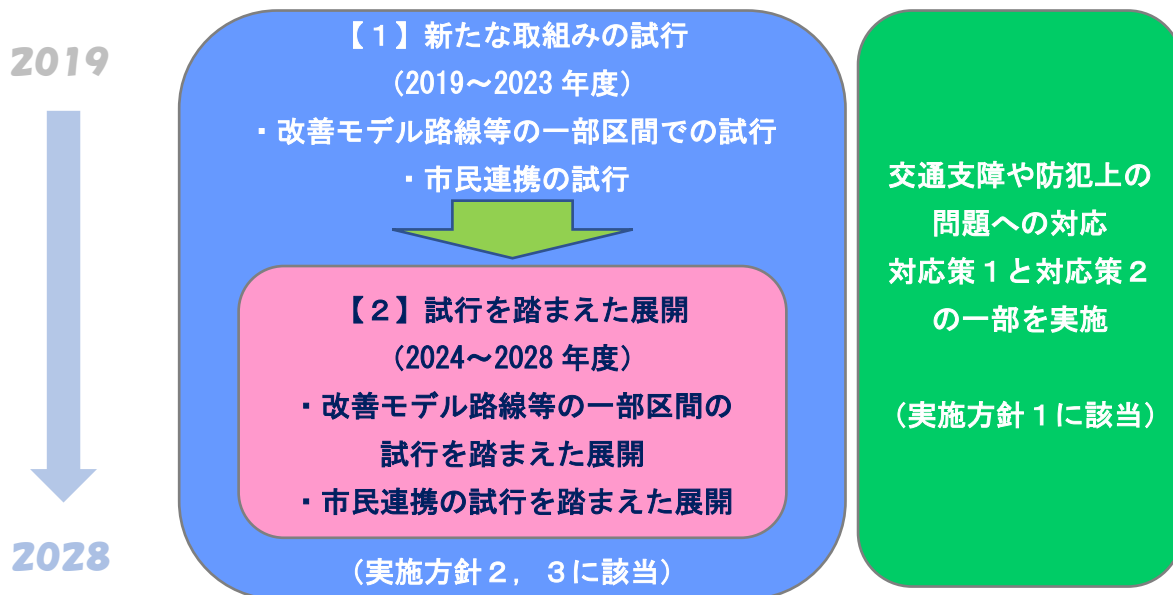 2019
【１】新たな取組みの試行
（2019～2023 年度）
・改善モデル路線等の一部区間での試行
・市民連携の試行
【２】試行を踏まえた展開
（2024～2028 年度）
・改善モデル路線等の一部区間の
試行を踏まえた展開
・市民連携の試行を踏まえた展開
（実施方針２，３に該当）
2028
交通支障や防犯上の
問題への対応
対応策１と対応策２
の一部を実施
（実施方針１に該当）